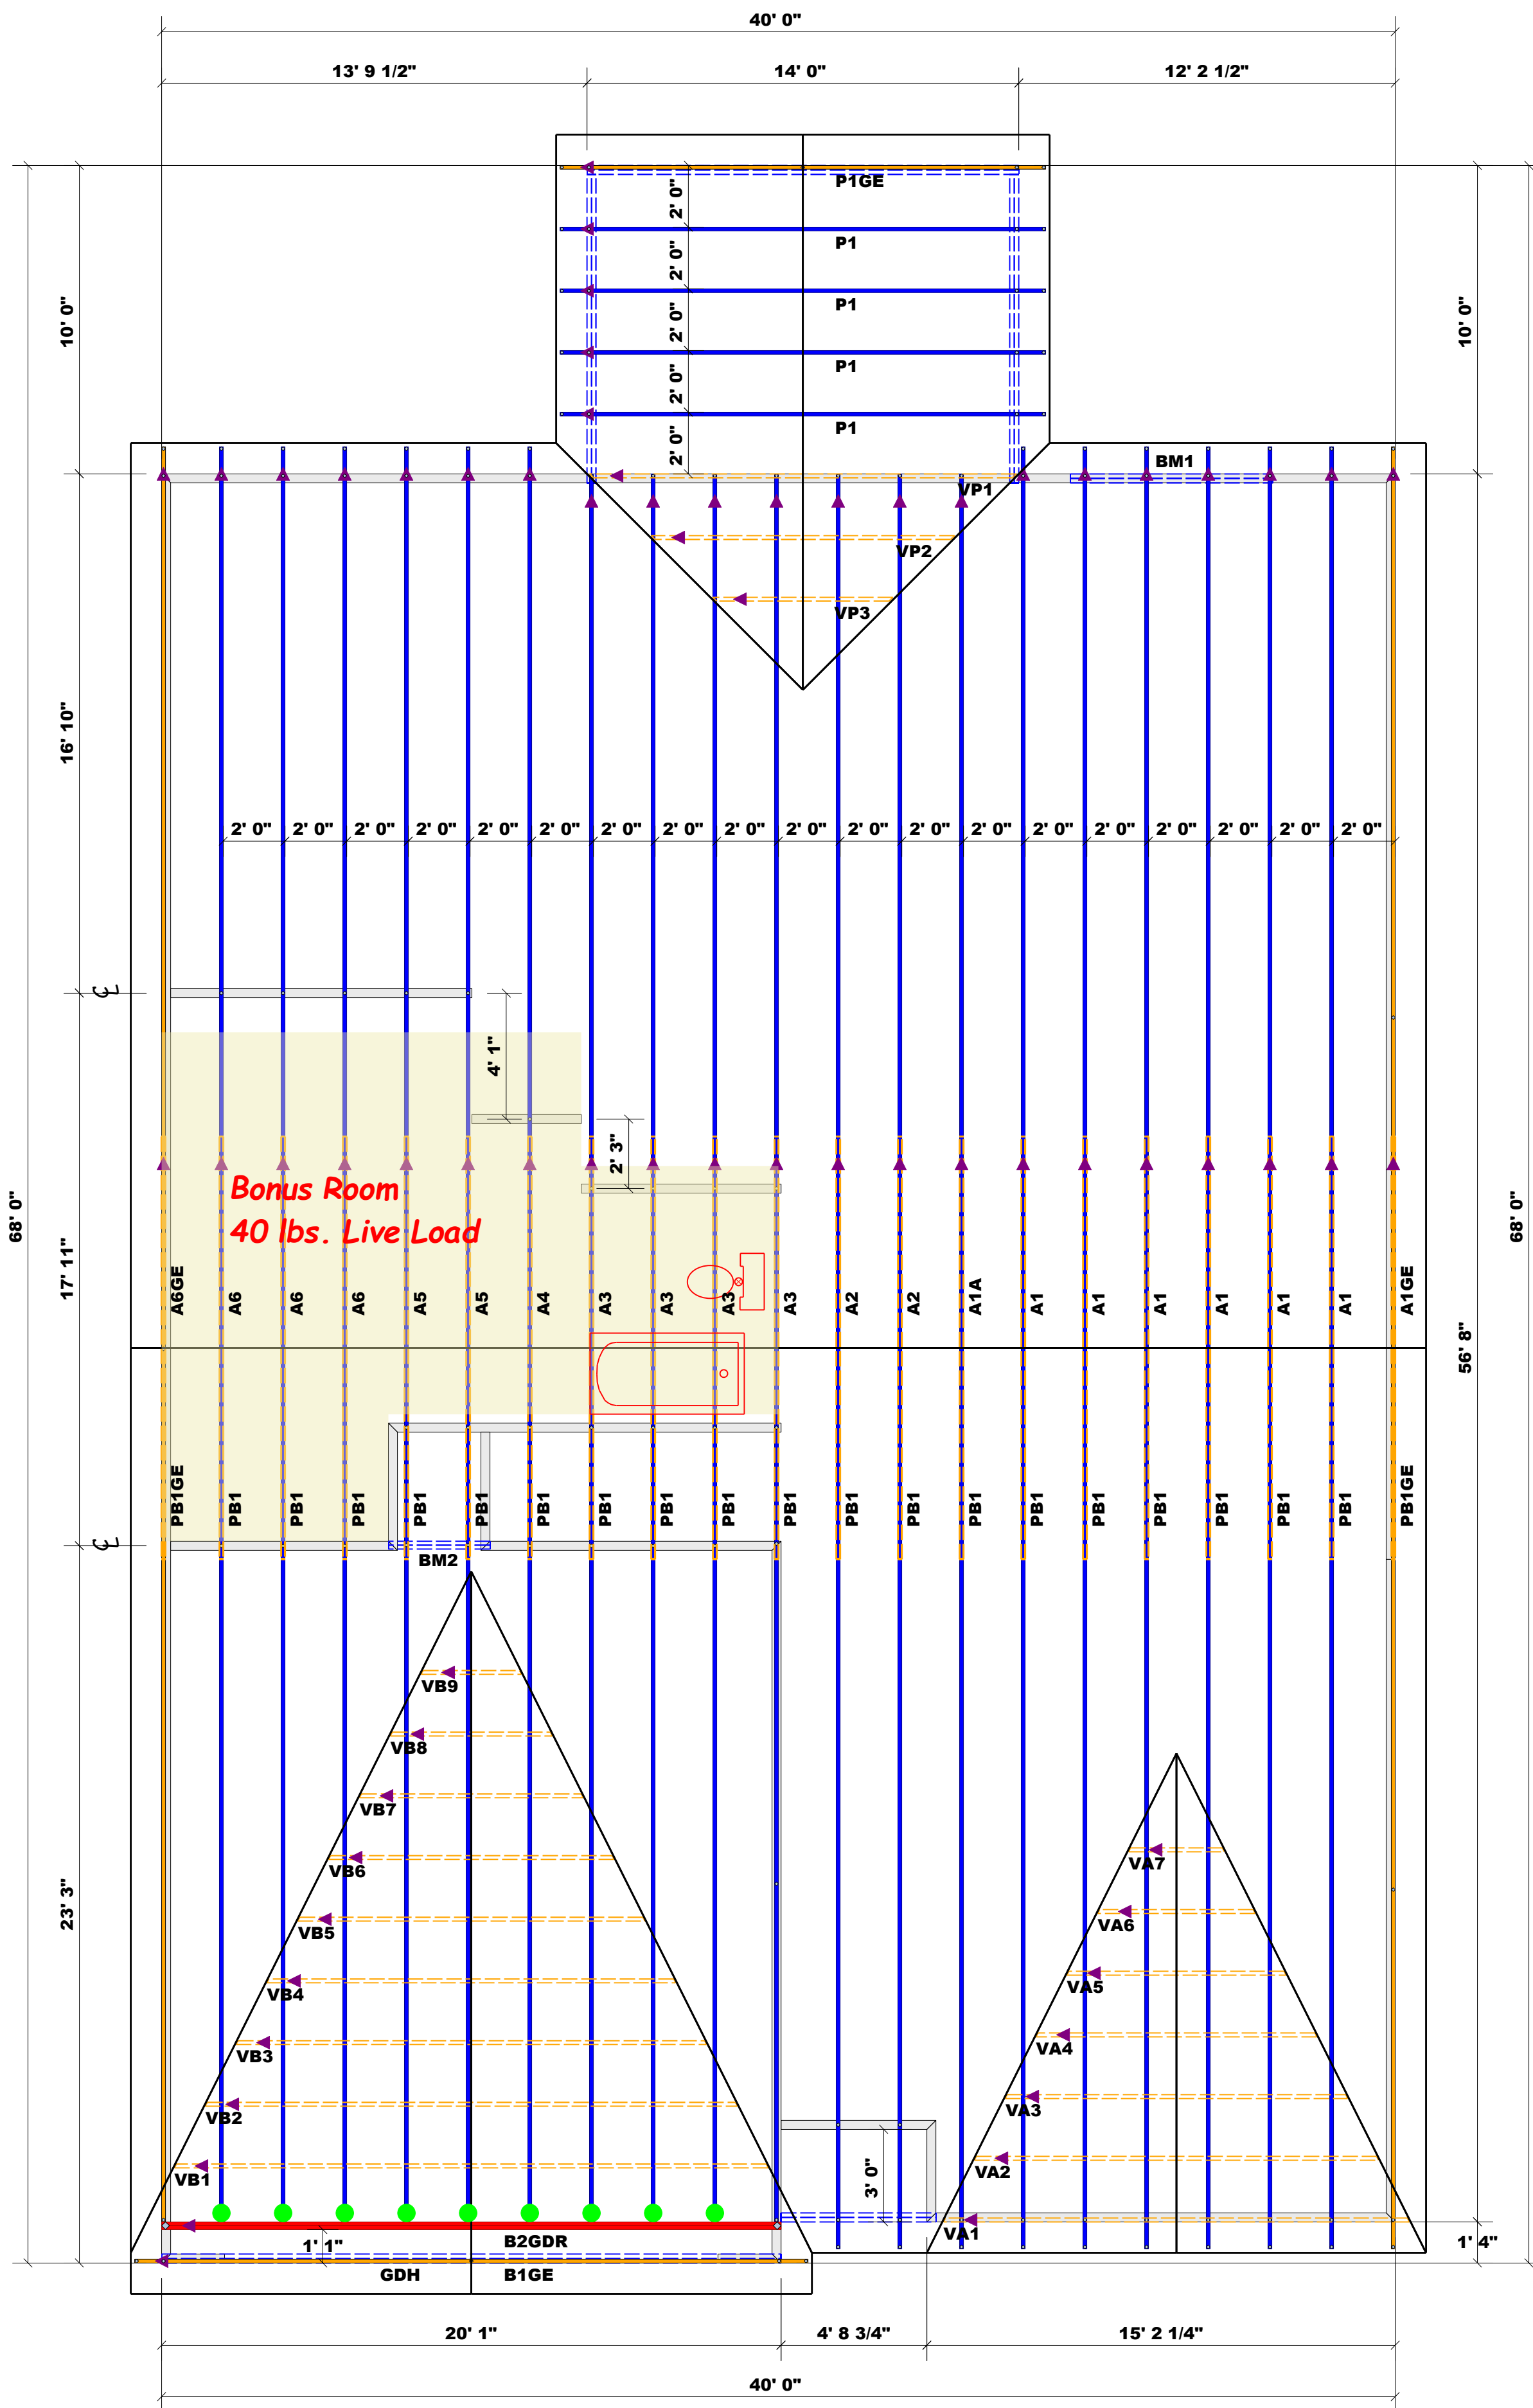 40' 0"
13' 9 1/2"
14' 0"
12' 2 1/2"
P1GE
2' 0"
P1
2' 0"
P1
2' 0"
P1
2' 0"
P1
2' 0"
10' 0"
10' 0"
BM1
VP1
VP2
VP3
16' 10"
2' 0" 2' 0" 2' 0" 2' 0" 2' 0" 2' 0" 2' 0" 2' 0" 2' 0" 2' 0" 2' 0" 2' 0" 2' 0" 2' 0" 2' 0" 2' 0" 2' 0" 2' 0" 2' 0"
CL
4' 1"
2' 3"
Bonus Room
40 lbs. Live Load
68' 0"
68' 0"
17' 11"
A6GE A6 A6 A6 A5 A5 A4 A3 A3 A3 A3 A2 A2 A1A A1 A1 A1 A1 A1 A1 A1GE
56' 8"
PB1GE PB1 PB1 PB1 PB1 PB1 PB1 PB1 PB1 PB1 PB1 PB1 PB1 PB1 PB1 PB1 PB1 PB1 PB1 PB1 PB1GE
CL
BM2
VB9
VB8
VB7
VB6
VB5
VB4
VB3
VB2
VB1
23' 3"
VA7
VA6
VA5
VA4
VA3
VA2
VA1
3' 0"
1' 1"
B2GDR
1' 4"
GDH
B1GE
20' 1"
4' 8 3/4"
15' 2 1/4"
40' 0"